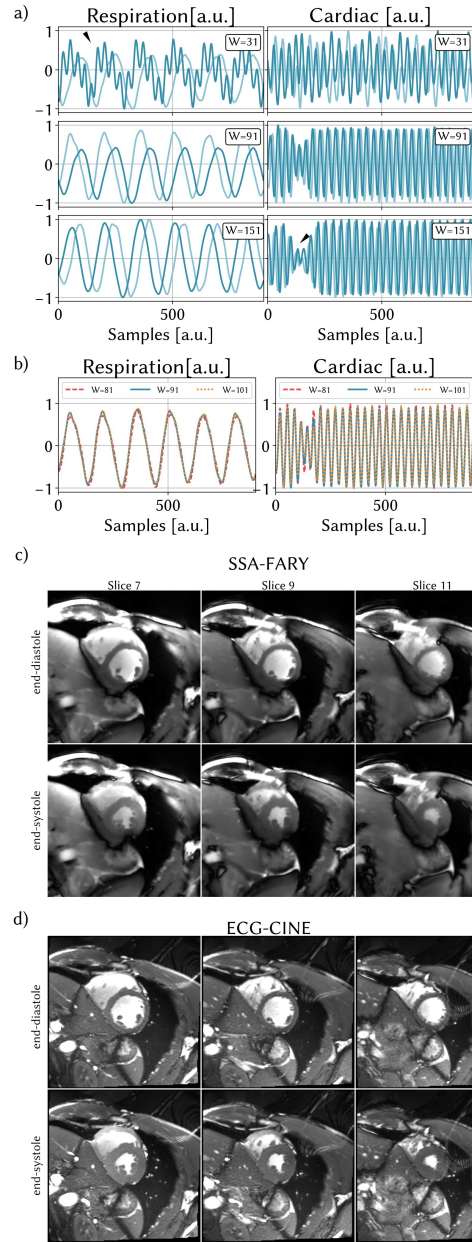 a)
Respiration[a.u.] Cardiac [a.u.]
1
0
−1
W=31 W=31
1
0
−1
W=91 W=91
1
0
−1
W=151 W=151
0 500 0 500
Samples [a.u.] Samples [a.u.]
b)
Respiration[a.u.] Cardiac [a.u.]
W=81 W=91 W=101 W=81 W=91 W=101
1 1
0 0
−1 −1
0 500 0 500
Samples [a.u.] Samples [a.u.]
c)
SSA-FARY
Slice 7 Slice 9 Slice 11
end-diastole
end-systole
d)
ECG-CINE
end-diastole
end-systole